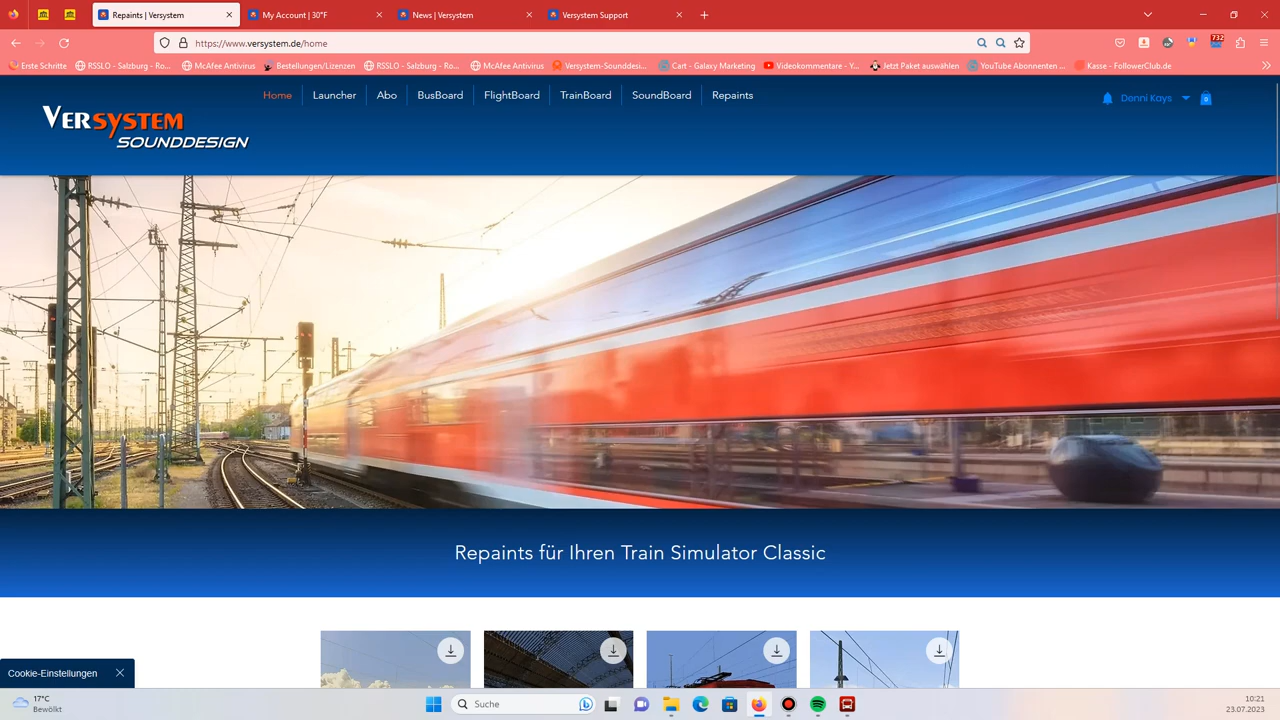 Repaints | Versystem
My Account | 30°F
News | Versystem
Versystem Support
https://www.versystem.de/home
732
Erste Schritte
RSSLO - Salzburg - Ro...
McAfee Antivirus
Bestellungen/Lizenzen
RSSLO - Salzburg - Ro...
McAfee Antivirus
Versystem-Sounddesi...
Cart - Galaxy Marketing
Videokommentare - Y...
Jetzt Paket auswählen
YouTube Abonnenten ...
Kasse - FollowerClub.de
Home
Launcher
Abo
BusBoard
FlightBoard
TrainBoard
SoundBoard
Repaints
Denni Kays
0
VERSYSTEM
SOUNDDESIGN
Repaints für Ihren Train Simulator Classic
Cookie-Einstellungen
17°C
Bewölkt
Suche
10:21
23.07.2023